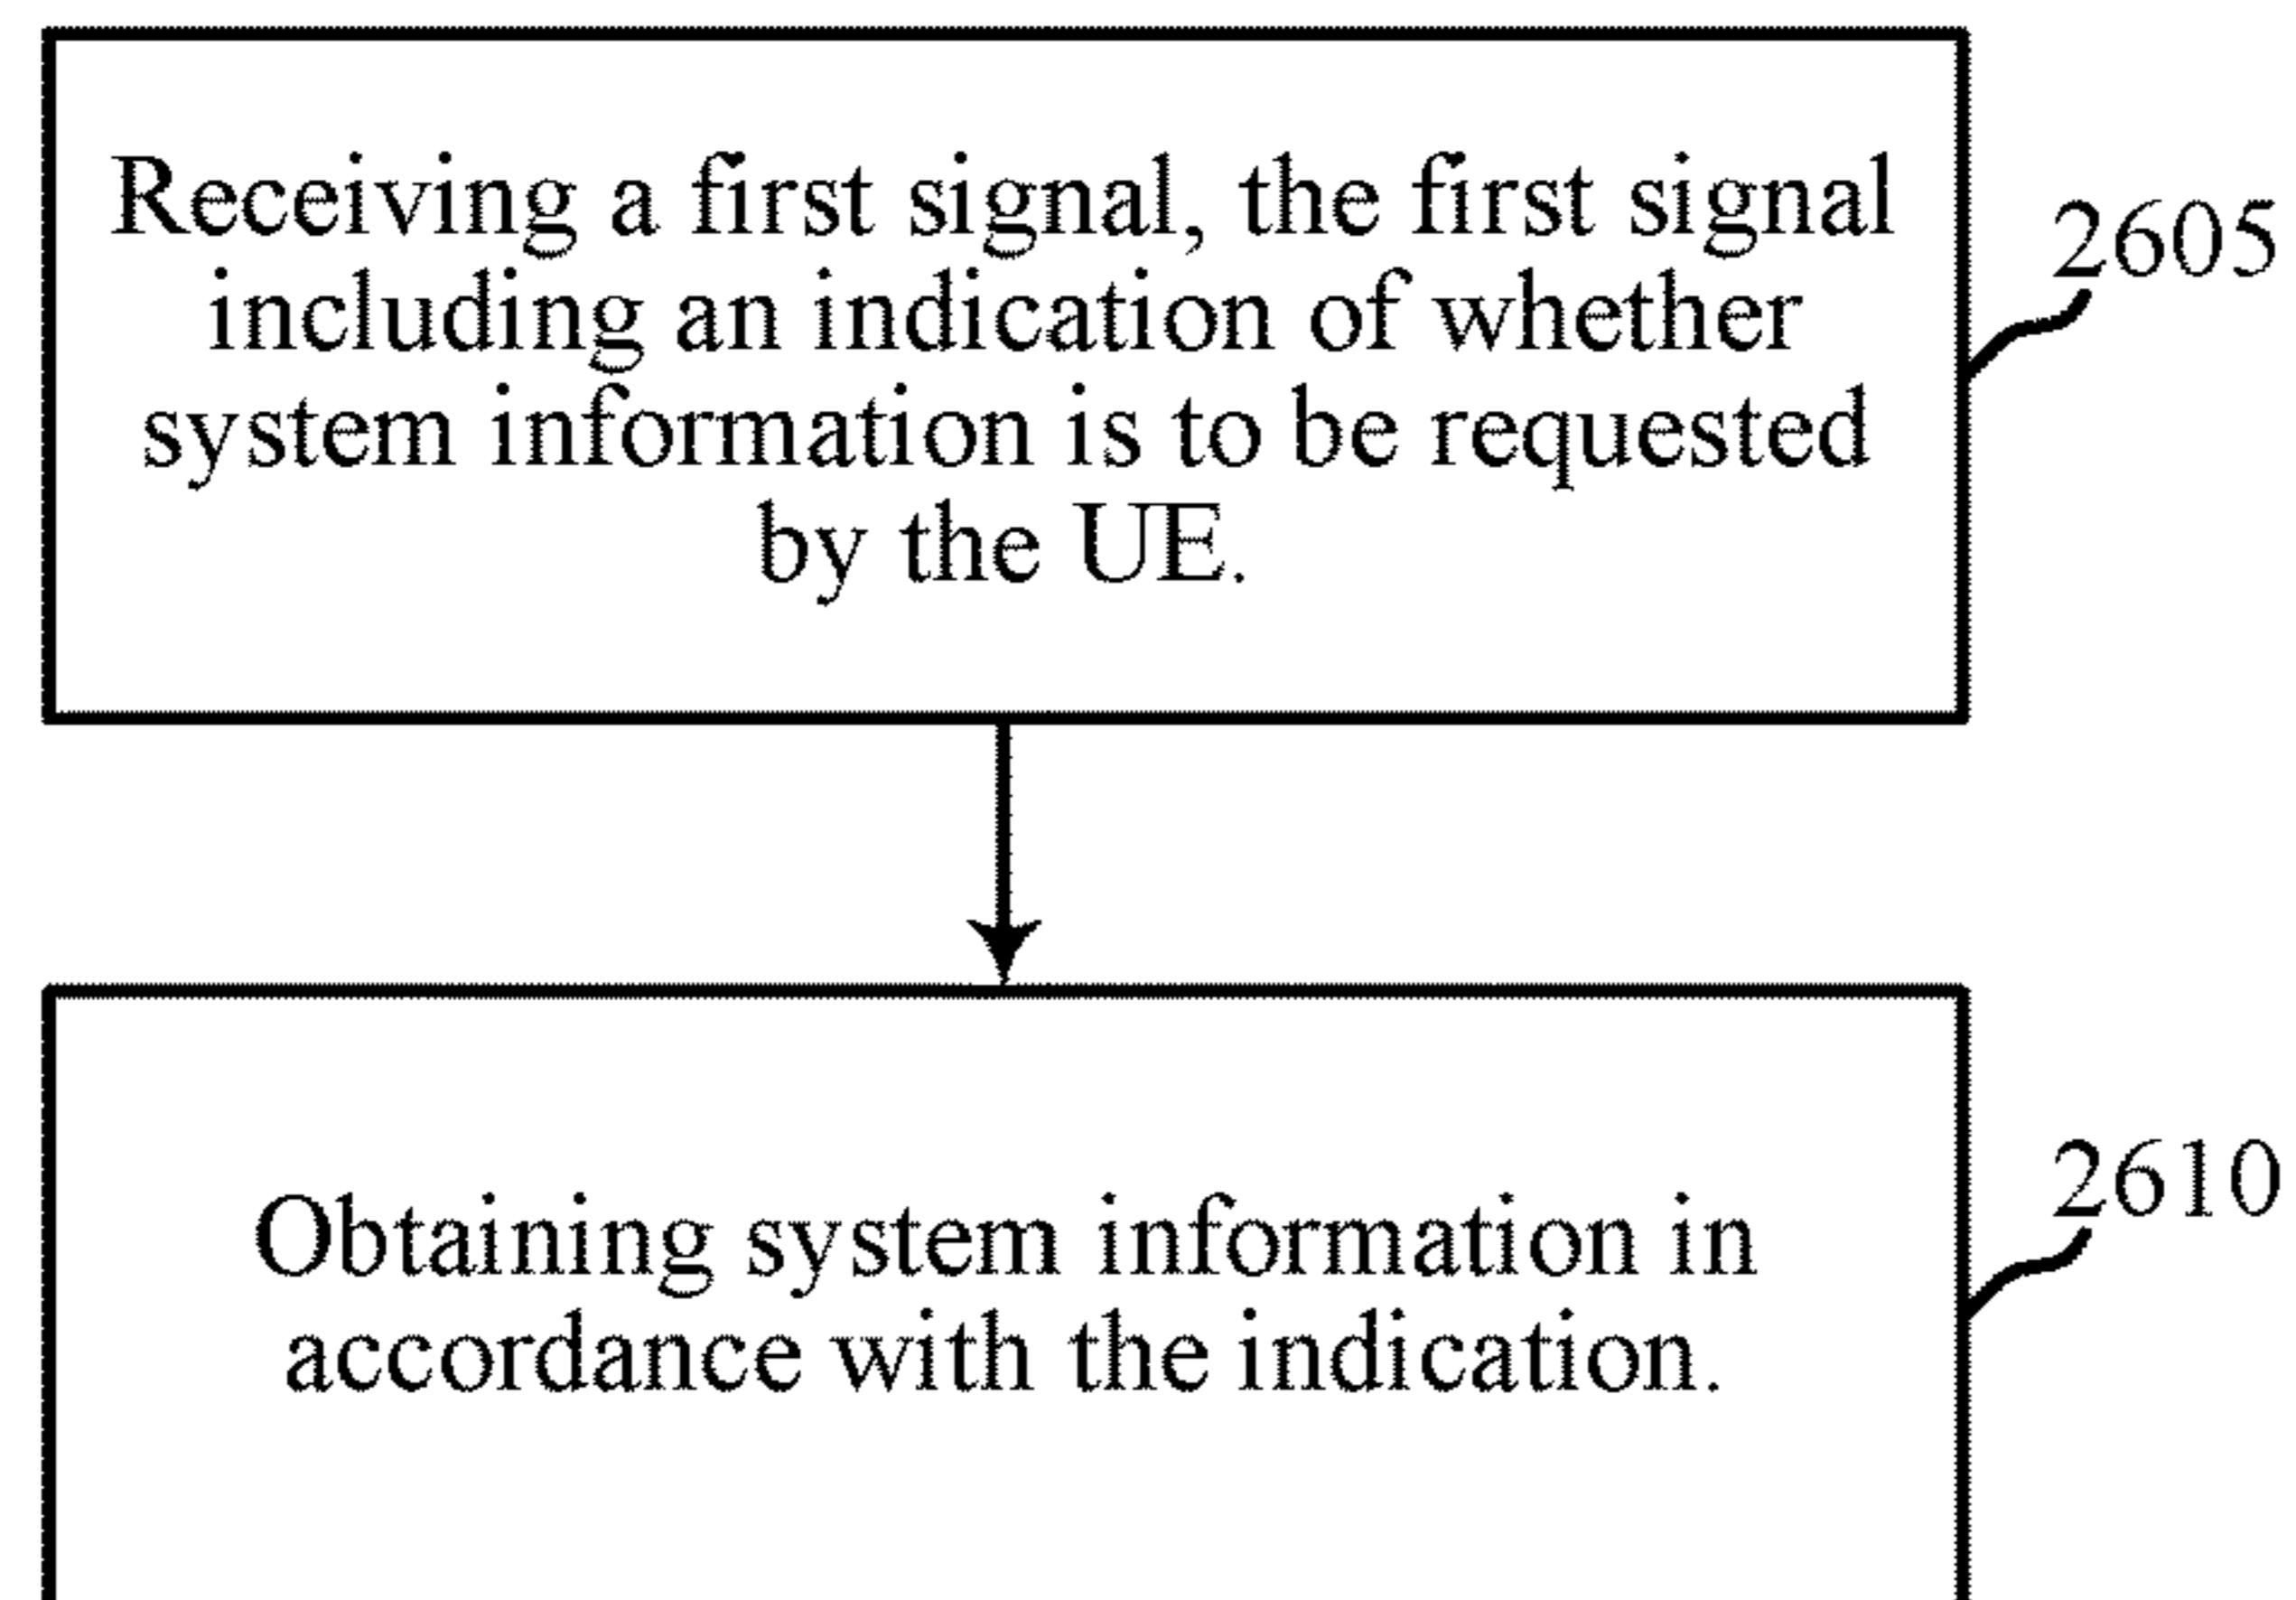 Receiving a first signal, the first signal
including an indication of whether
system information is to be requested
by the UE.
2605
Obtaining system information in
accordance with the indication.
2610